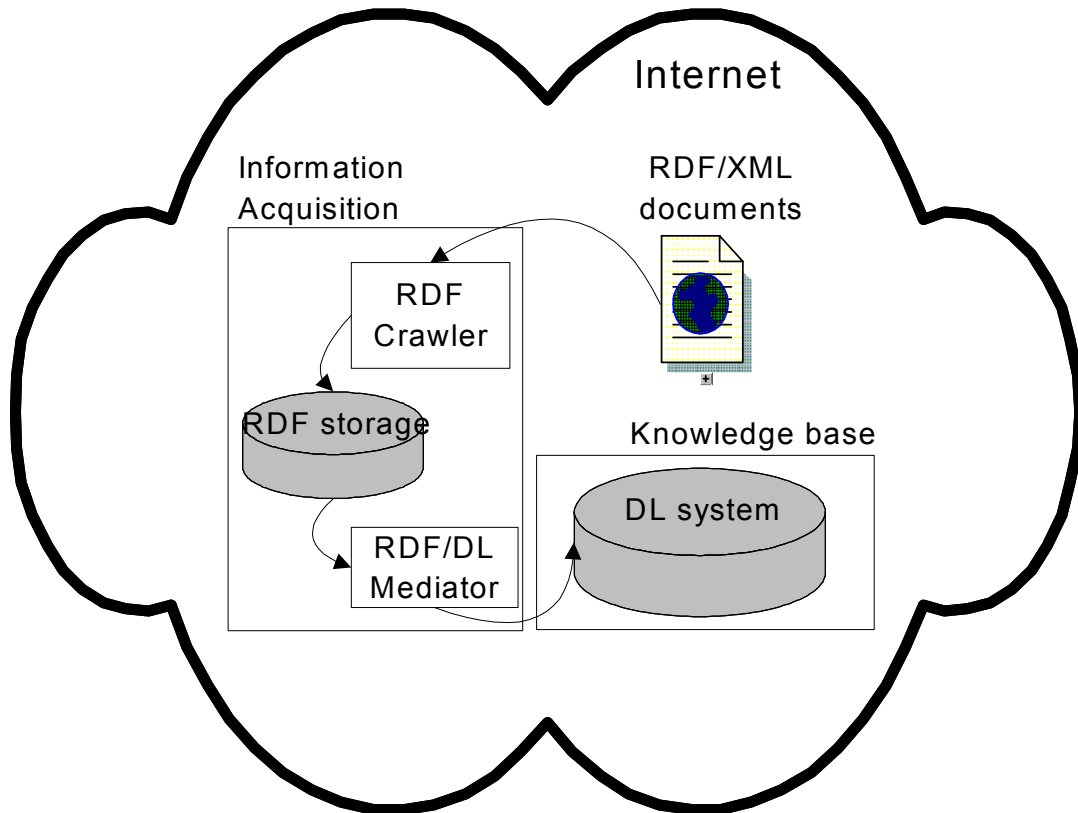 Internet
Information
Acquisition
RDF/XML
documents
RDF
Crawler
RDF storage
Knowledge base
DL system
RDF/DL
Mediator